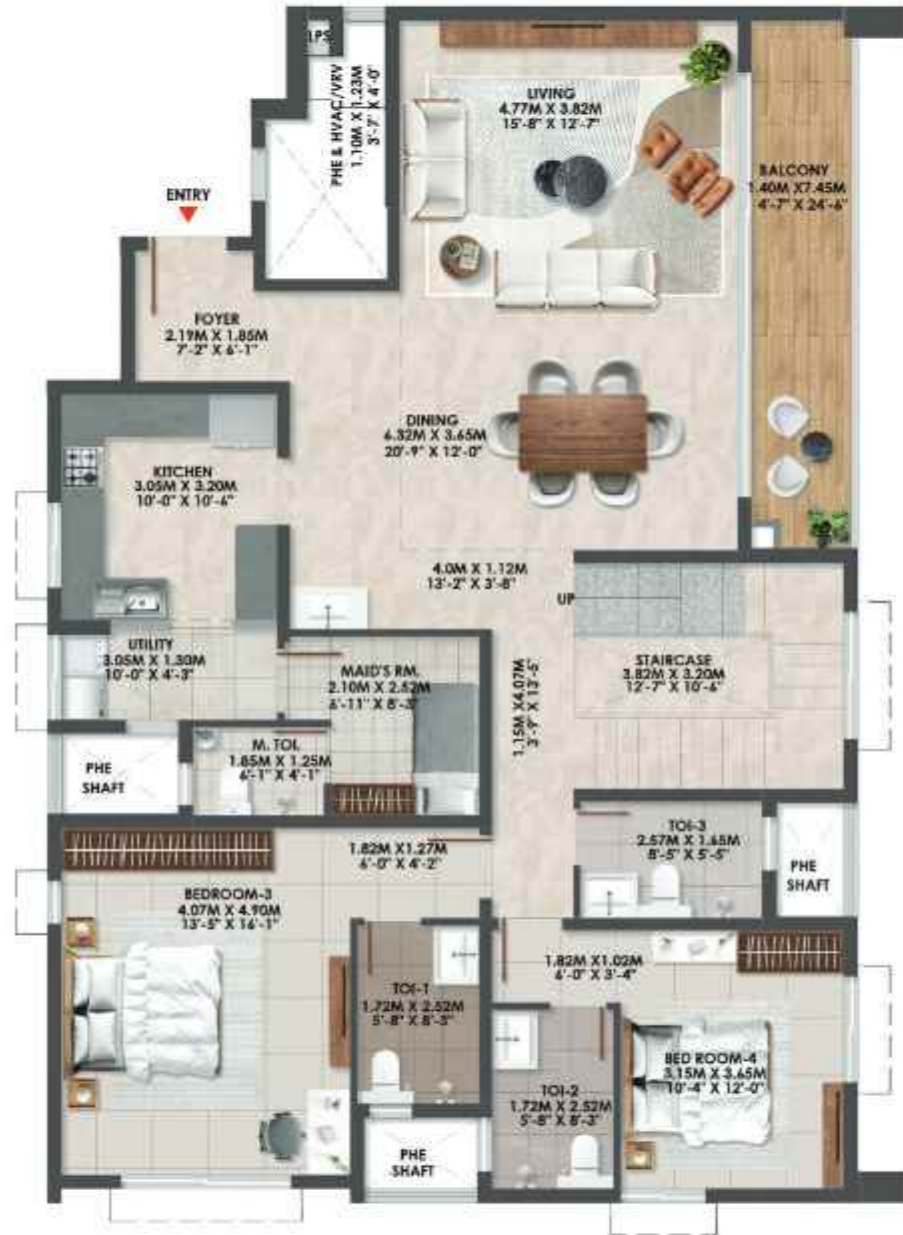 LPS
PHE & HVAC/VRV
1.10M X 1.23M
3'-7" X 4'-0"
LIVING
4.77M X 3.82M
15'-8" X 12'-7"
BALCONY
1.40M X7.45M
4'-7" X 24'-6"
ENTRY
FOYER
2.19M X 1.85M
7'-2" X 6'-1"
DINING
6.32M X 3.65M
20'-9" X 12'-0"
KITCHEN
3.05M X 3.20M
10'-0" X 10'-6"
4.0M X 1.12M
13'-2" X 3'-8"
UP
UTILITY
3.05M X 1.30M
10'-0" X 4'-3"
MAID'S RM.
2.10M X 2.52M
6'-11" X 8'-3"
1.15M X4.07M
3'-9" X 13'-5"
STAIRCASE
3.82M X 3.20M
12'-7" X 10'-6"
M. TOI.
1.85M X 1.25M
6'-1" X 4'-1"
PHE
SHAFT
TOI-3
2.57M X 1.65M
8'-5" X 5'-5"
PHE
SHAFT
1.82M X1.27M
6'-0" X 4'-2"
BEDROOM-3
4.07M X 4.90M
13'-5" X 16'-1"
1.82M X1.02M
6'-0" X 3'-4"
TOI-1
1.72M X 2.52M
5'-8" X 8'-3"
BED ROOM-4
3.15M X 3.65M
10'-4" X 12'-0"
TOI-2
1.72M X 2.52M
5'-8" X 8'-3"
PHE
SHAFT